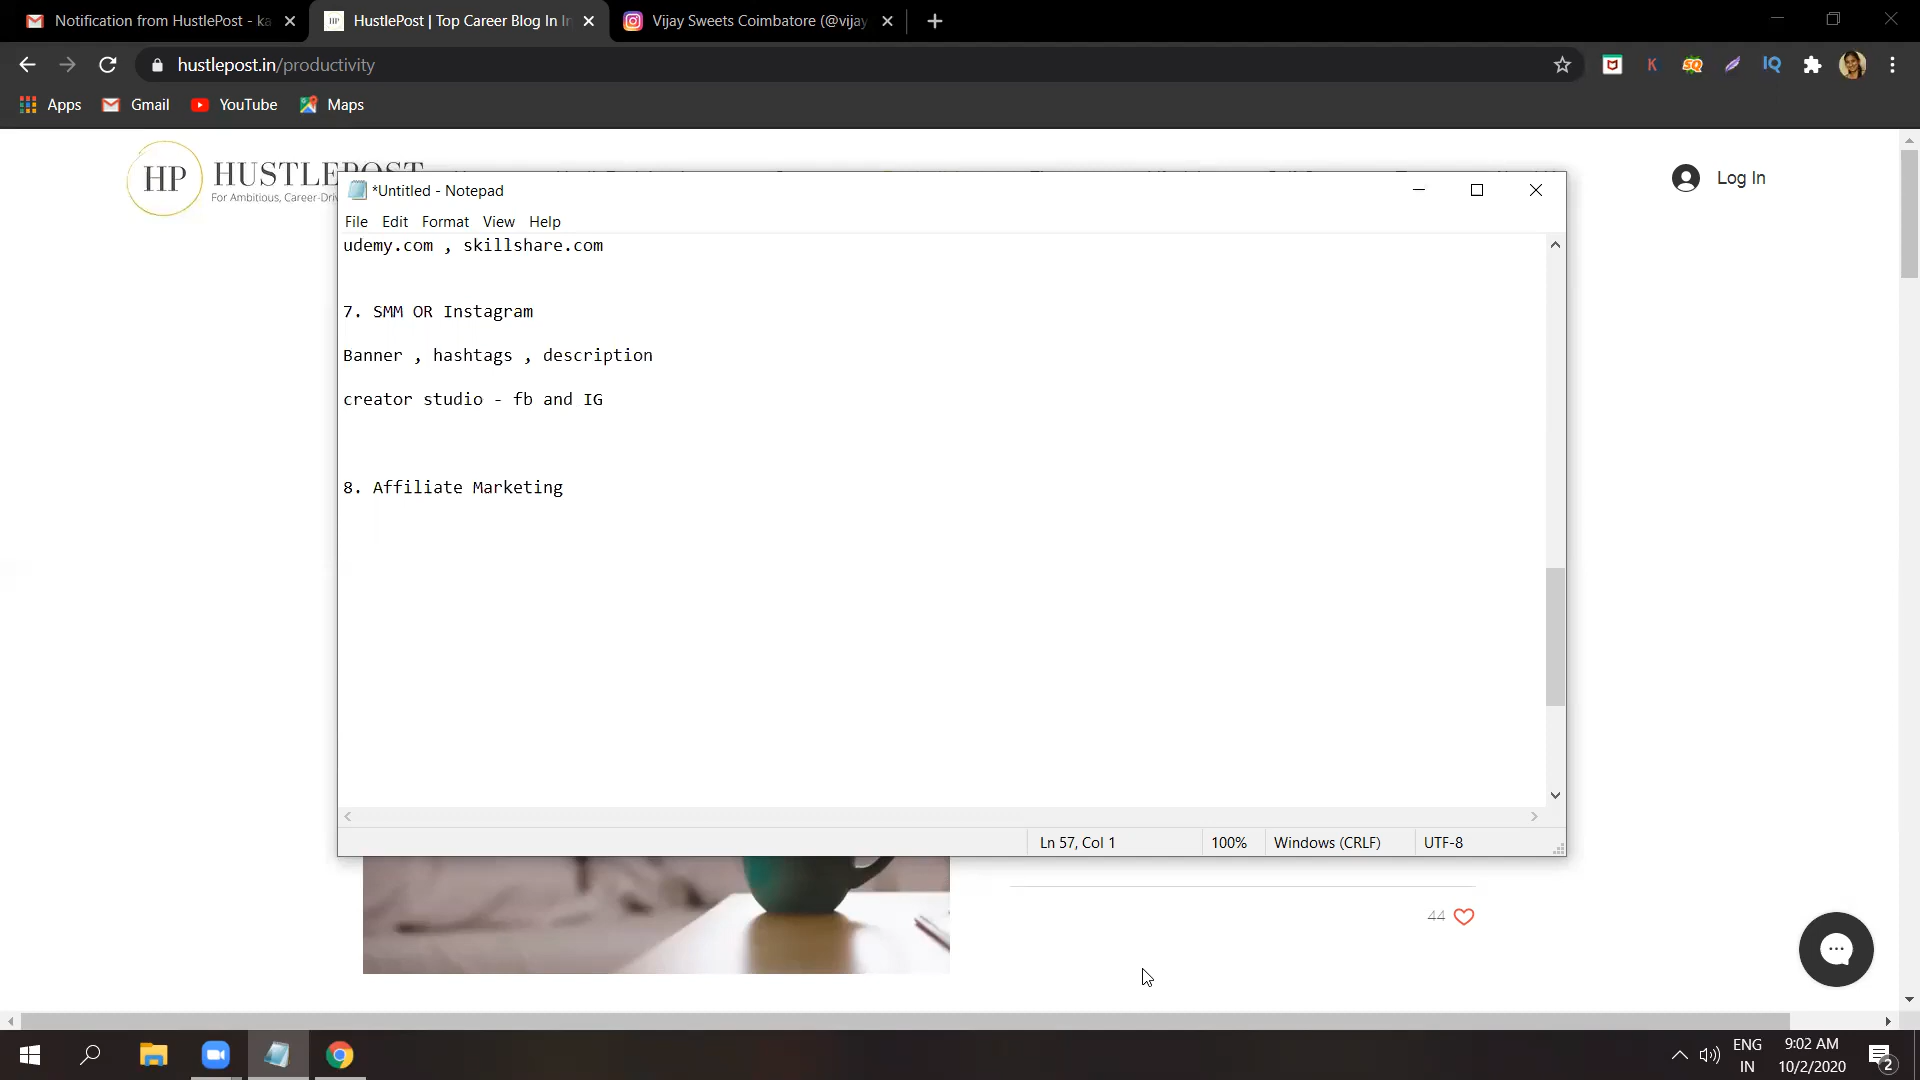 Notification from HustlePost - ka
HustlePost | Top Career Blog In In
Vijay Sweets Coimbatore (@vijay
hustlepost.in/productivity
Apps
Gmail
YouTube
Maps
HP
HUSTLEPOST
For Ambitious, Career-Dri
Log In
*Untitled - Notepad
File Edit Format View Help
udemy.com , skillshare.com
7. SMM OR Instagram
Banner , hashtags , description
creator studio - fb and IG
8. Affiliate Marketing
Ln 57, Col 1
100%
Windows (CRLF)
UTF-8
44
ENG
IN
9:02 AM
10/2/2020
2